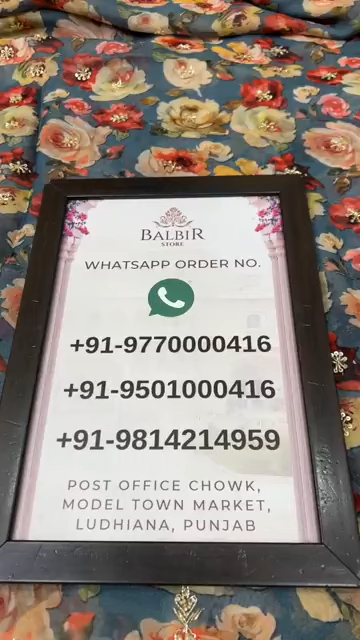 BALBIR
STORE
WHATSAPP ORDER NO.
+91-9770000416
+91-9501000416
+91-9814214959
POST OFFICE CHOWK,
MODEL TOWN MARKET,
LUDHIANA, PUNJAB